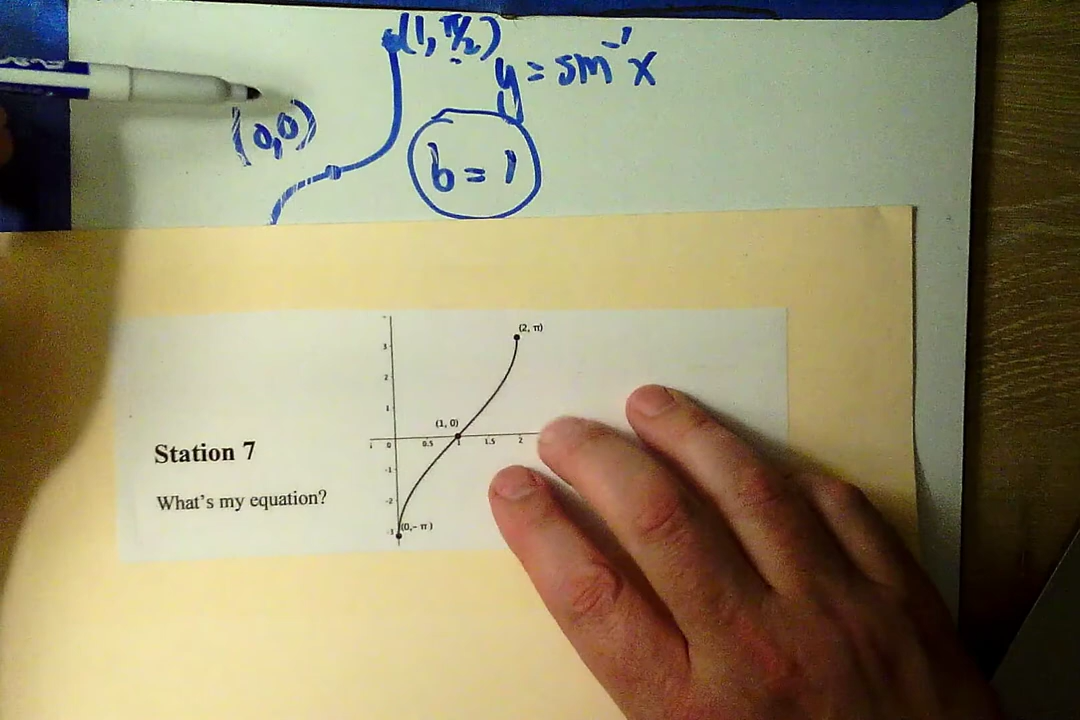 (1, π/2)
y = sin⁻¹ x
(0,0)
b = 1
(2, π)
3
2
1
(1, 0)
0 0.5 1 1.5 2
-1
-2
(0,- π )
Station 7
What's my equation?